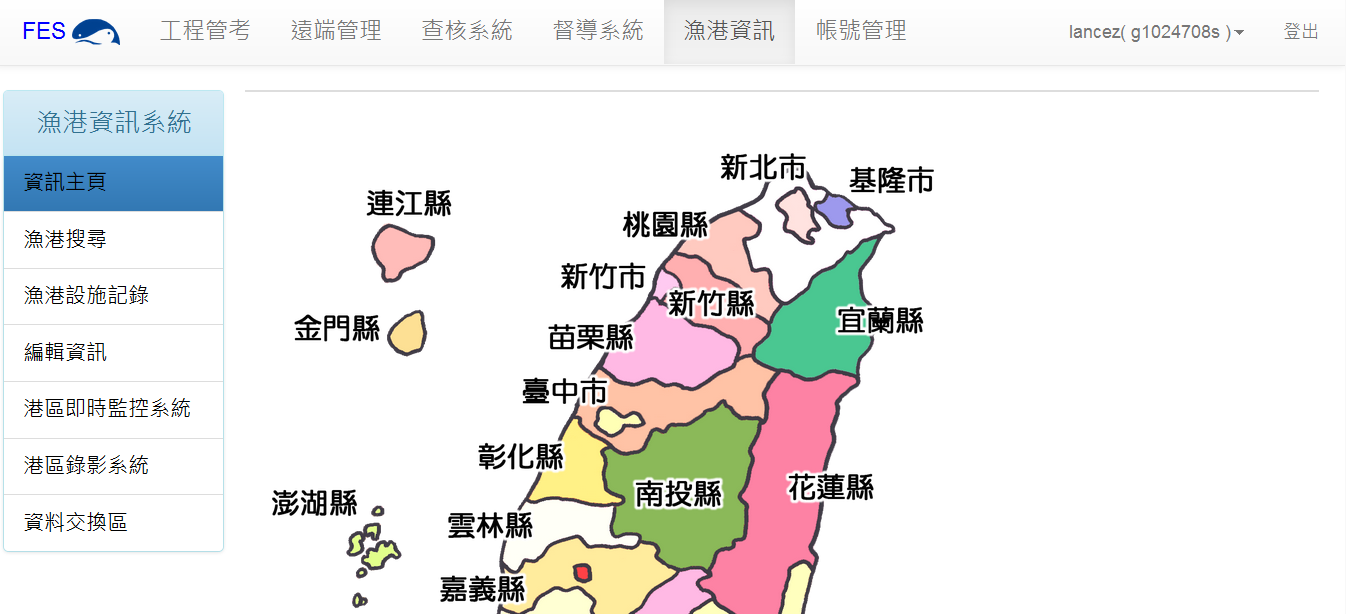 FES 工程管考 遠端管理 查核系統 督導系統 漁港資訊 帳號管理 lancez( g1024708s ) 登出
漁港資訊系統
資訊主頁
漁港搜尋
漁港設施記錄
編輯資訊
港區即時監控系統
港區錄影系統
資料交換區
新北市
基隆市
連江縣
桃園縣
新竹市
新竹縣
金門縣
宜蘭縣
苗栗縣
臺中市
彰化縣
南投縣
花蓮縣
澎湖縣
雲林縣
嘉義縣